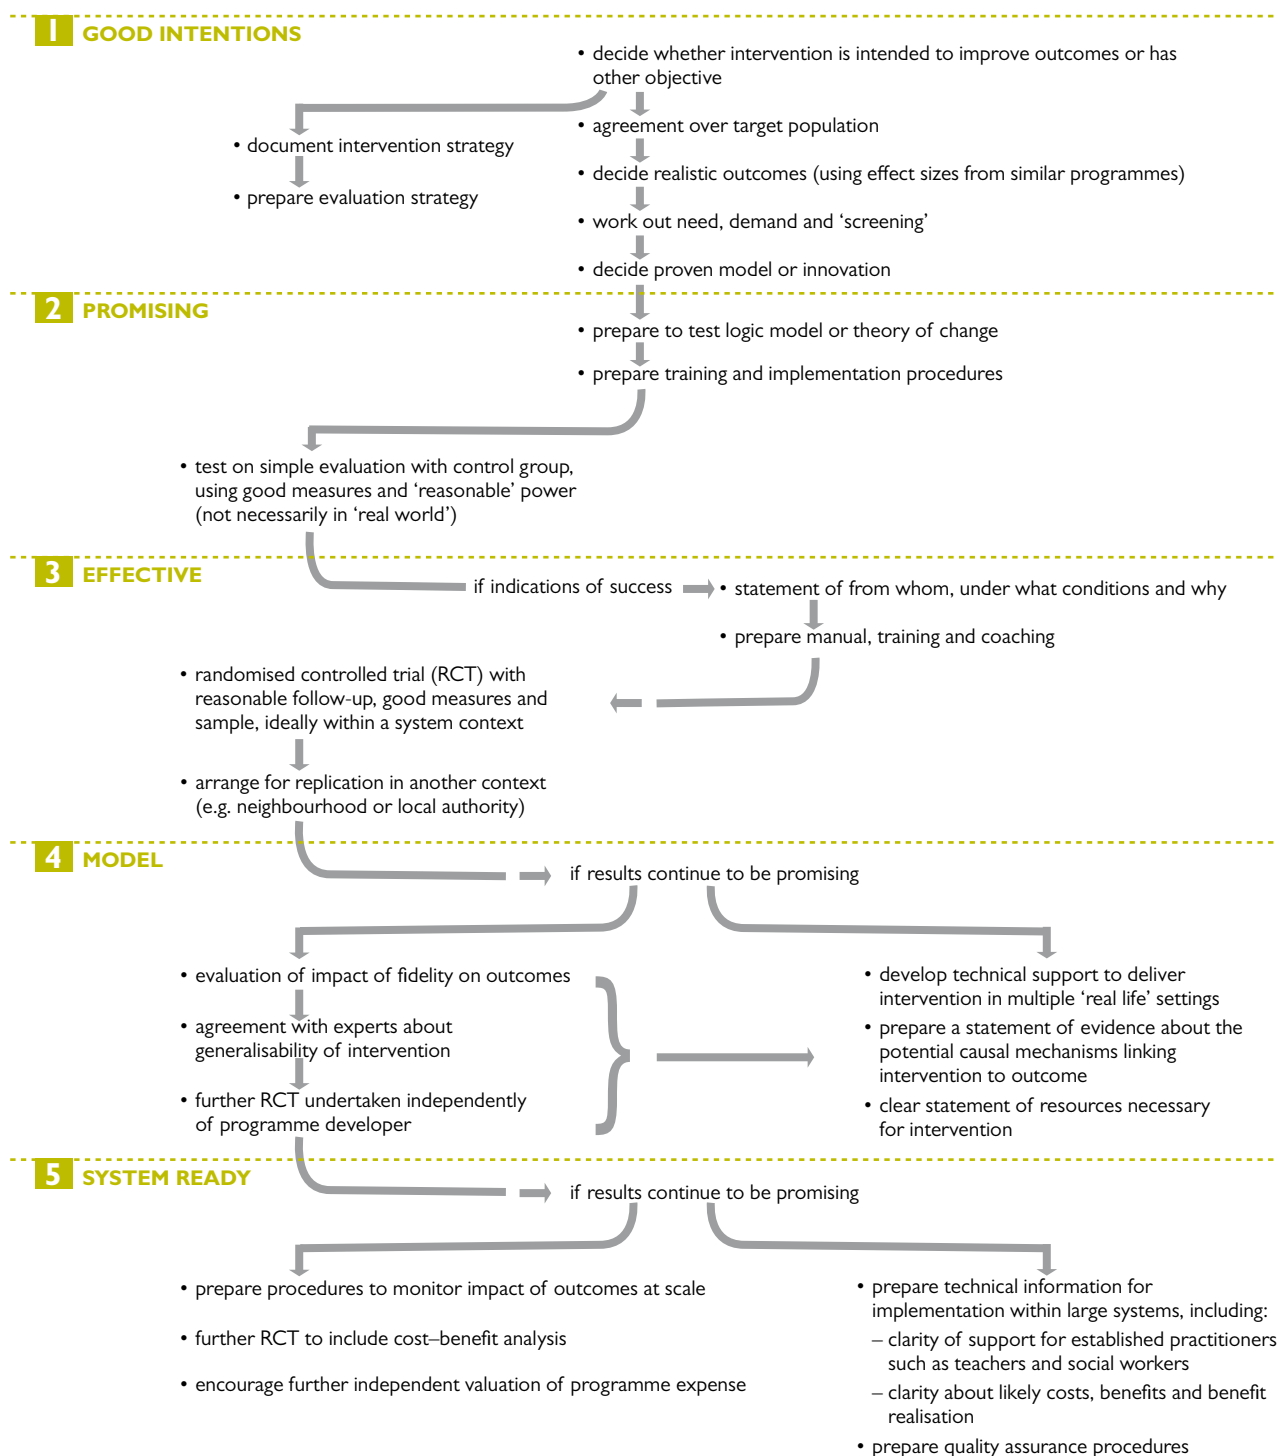 1 GOOD INTENTIONS
• decide whether intervention is intended to improve outcomes or has
other objective
• document intervention strategy
• prepare evaluation strategy
• agreement over target population
• decide realistic outcomes (using effect sizes from similar programmes)
• work out need, demand and ‘screening’
• decide proven model or innovation
2 PROMISING
• prepare to test logic model or theory of change
• prepare training and implementation procedures
• test on simple evaluation with control group,
using good measures and ‘reasonable’ power
(not necessarily in ‘real world’)
3 EFFECTIVE
if indications of success
• statement of from whom, under what conditions and why
• prepare manual, training and coaching
• randomised controlled trial (RCT) with
reasonable follow-up, good measures and
sample, ideally within a system context
• arrange for replication in another context
(e.g. neighbourhood or local authority)
4 MODEL
if results continue to be promising
• evaluation of impact of fidelity on outcomes
• agreement with experts about
generalisability of intervention
• further RCT undertaken independently
of programme developer
• develop technical support to deliver
intervention in multiple ‘real life’ settings
• prepare a statement of evidence about the
potential causal mechanisms linking
intervention to outcome
• clear statement of resources necessary
for intervention
5 SYSTEM READY
if results continue to be promising
• prepare procedures to monitor impact of outcomes at scale
• further RCT to include cost–benefit analysis
• encourage further independent valuation of programme expense
• prepare technical information for
implementation within large systems, including:
– clarity of support for established practitioners
such as teachers and social workers
– clarity about likely costs, benefits and benefit
realisation
• prepare quality assurance procedures